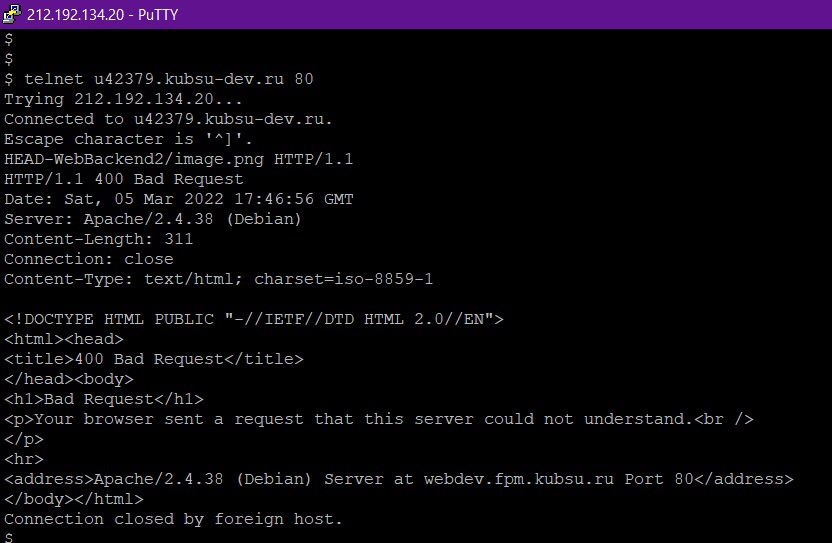 212.192.134.20 - PuTTY
$
$
$ telnet u42379.kubsu-dev.ru 80
Trying 212.192.134.20...
Connected to u42379.kubsu-dev.ru.
Escape character is '^]'.
HEAD-WebBackend2/image.png HTTP/1.1
HTTP/1.1 400 Bad Request
Date: Sat, 05 Mar 2022 17:46:56 GMT
Server: Apache/2.4.38 (Debian)
Content-Length: 311
Connection: close
Content-Type: text/html; charset=iso-8859-1

<!DOCTYPE HTML PUBLIC "-//IETF//DTD HTML 2.0//EN">
<html><head>
<title>400 Bad Request</title>
</head><body>
<h1>Bad Request</h1>
<p>Your browser sent a request that this server could not understand.<br />
</p>
<hr>
<address>Apache/2.4.38 (Debian) Server at webdev.fpm.kubsu.ru Port 80</address>
</body></html>
Connection closed by foreign host.
$